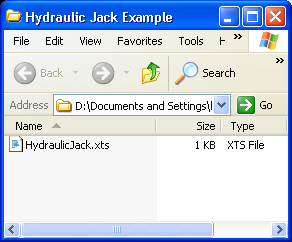 Hydraulic Jack Example
File Edit View Favorites Tools H »
Back » Search »
Address D:\Documents and Settings\l Go
Name Size Type
HydraulicJack.xts 1 KB XTS File